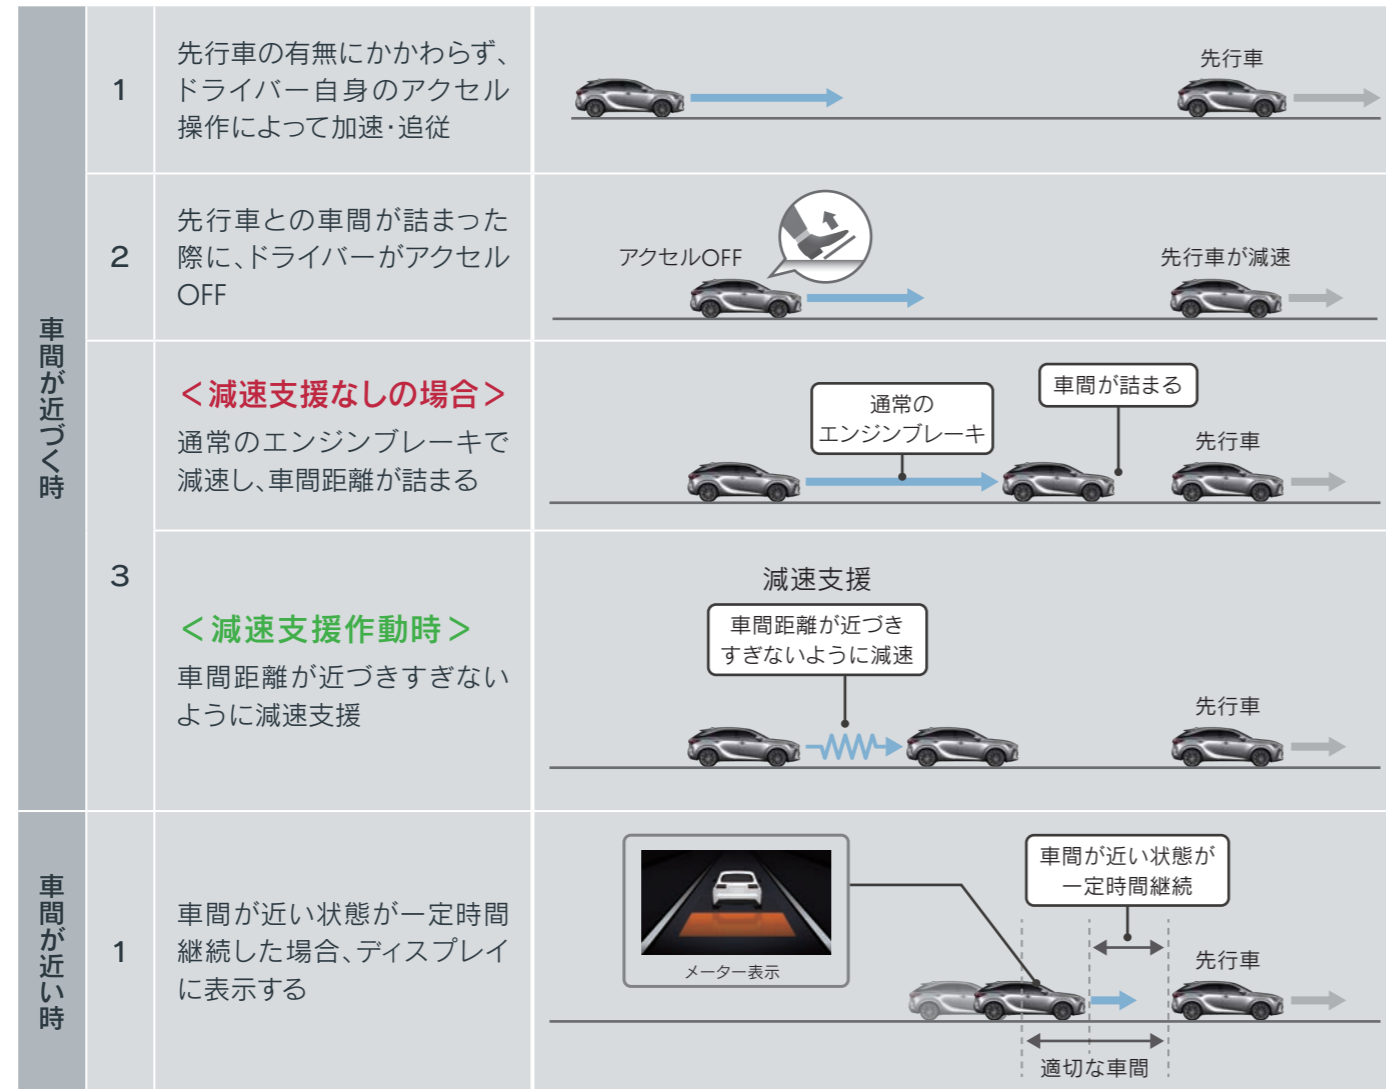 車間が近づく時
1
先行車の有無にかかわらず、
ドライバー自身のアクセル
操作によって加速・追従
先行車
2
先行車との車間が詰まった
際に、ドライバーがアクセル
OFF
アクセルOFF
先行車が減速
3
＜減速支援なしの場合＞
通常のエンジンブレーキで
減速し、車間距離が詰まる
通常の
エンジンブレーキ
車間が詰まる
先行車
＜減速支援作動時＞
車間距離が近づきすぎない
ように減速支援
減速支援
車間距離が近づき
すぎないように減速
先行車
車間が近い時
1
車間が近い状態が一定時間
継続した場合、ディスプレイ
に表示する
メーター表示
車間が近い状態が
一定時間継続
先行車
適切な車間